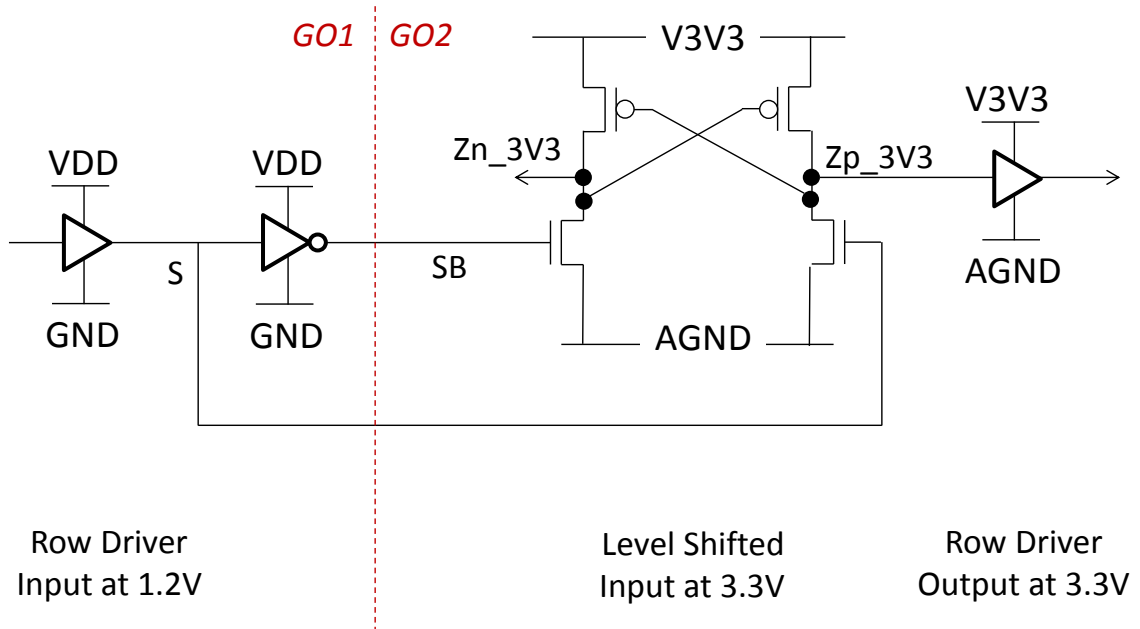 GO1 GO2
V3V3
V3V3
Zn_3V3
Zp_3V3
VDD
VDD
S
SB
GND
GND
AGND
AGND
Row Driver
Input at 1.2V
Level Shifted
Input at 3.3V
Row Driver
Output at 3.3V